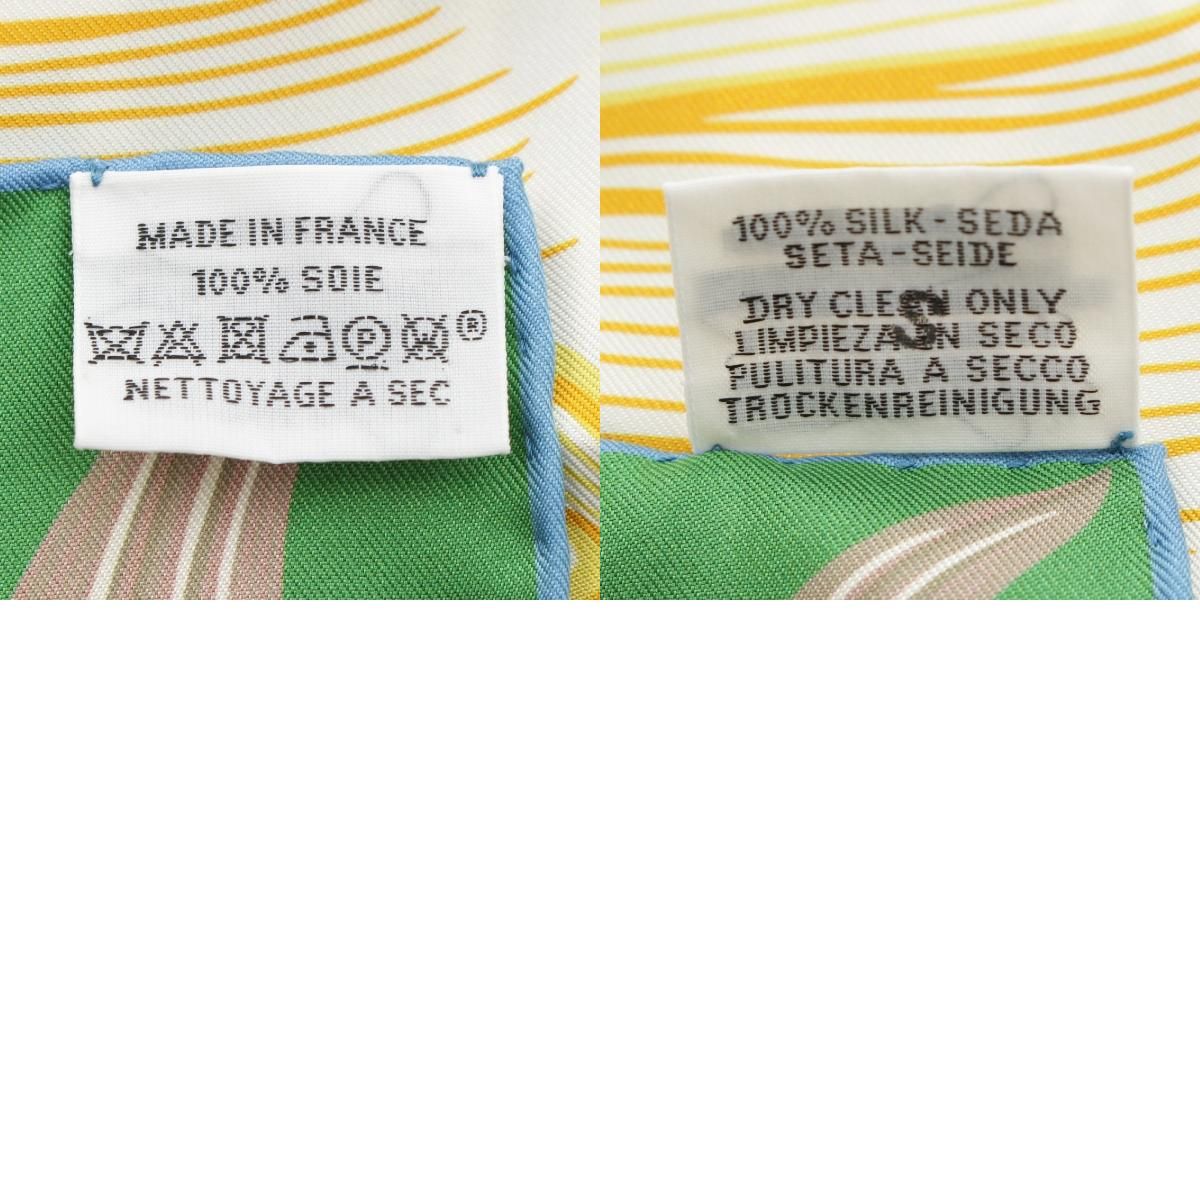 MADE IN FRANCE
100% SOIE
P
®
NETTOYAGE A SEC
100% SILK - SEDA
SETA-SEIDE
DRY CLEAN ONLY
S
LIMPIEZA EN SECO
PULITURA A SECCO
TROCKENREINIGUNG